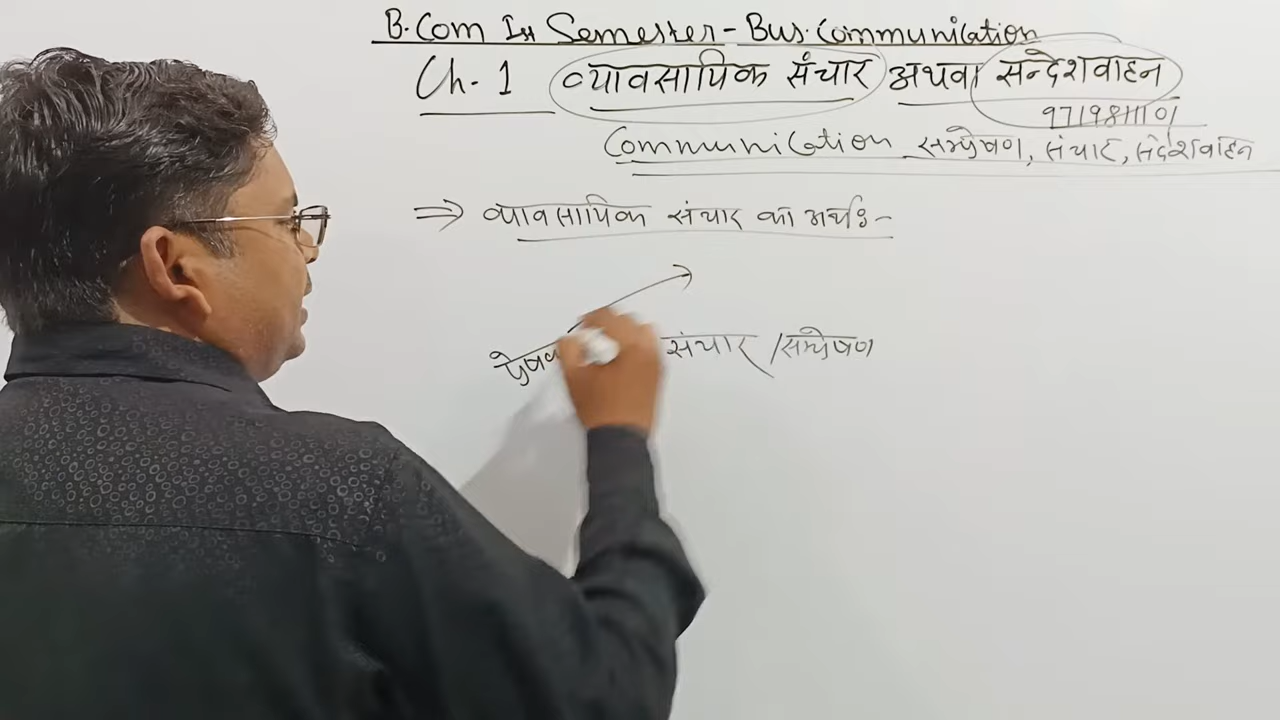 B.Com Ist Semester - Bus. Communication
Ch. 1 व्यावसायिक संचार अथवा सन्देशवाहन
Communication सम्प्रेषण, संचार, संदेशवाहन
⇒ व्यावसायिक संचार का अर्थः-
संचार / सम्प्रेषण